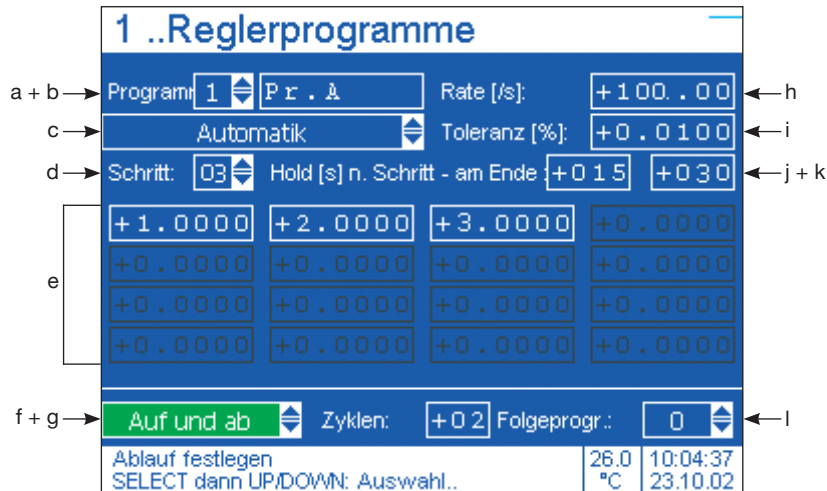 1 ..Reglerprogramme
a + b Programm 1 Pr.A Rate [/s]: +100..00 h
c Automatik Toleranz [%]: +0.0100 i
d Schritt: 03 Hold [s] n. Schritt - am Ende : +015 +030 j + k
e
+1.0000 +2.0000 +3.0000 +0.0000
+0.0000 +0.0000 +0.0000 +0.0000
+0.0000 +0.0000 +0.0000 +0.0000
+0.0000 +0.0000 +0.0000 +0.0000
f + g Auf und ab Zyklen: +02 Folgeprogr.: 0 l
Ablauf festlegen 26.0 10:04:37
SELECT dann UP/DOWN: Auswahl.. °C 23.10.02